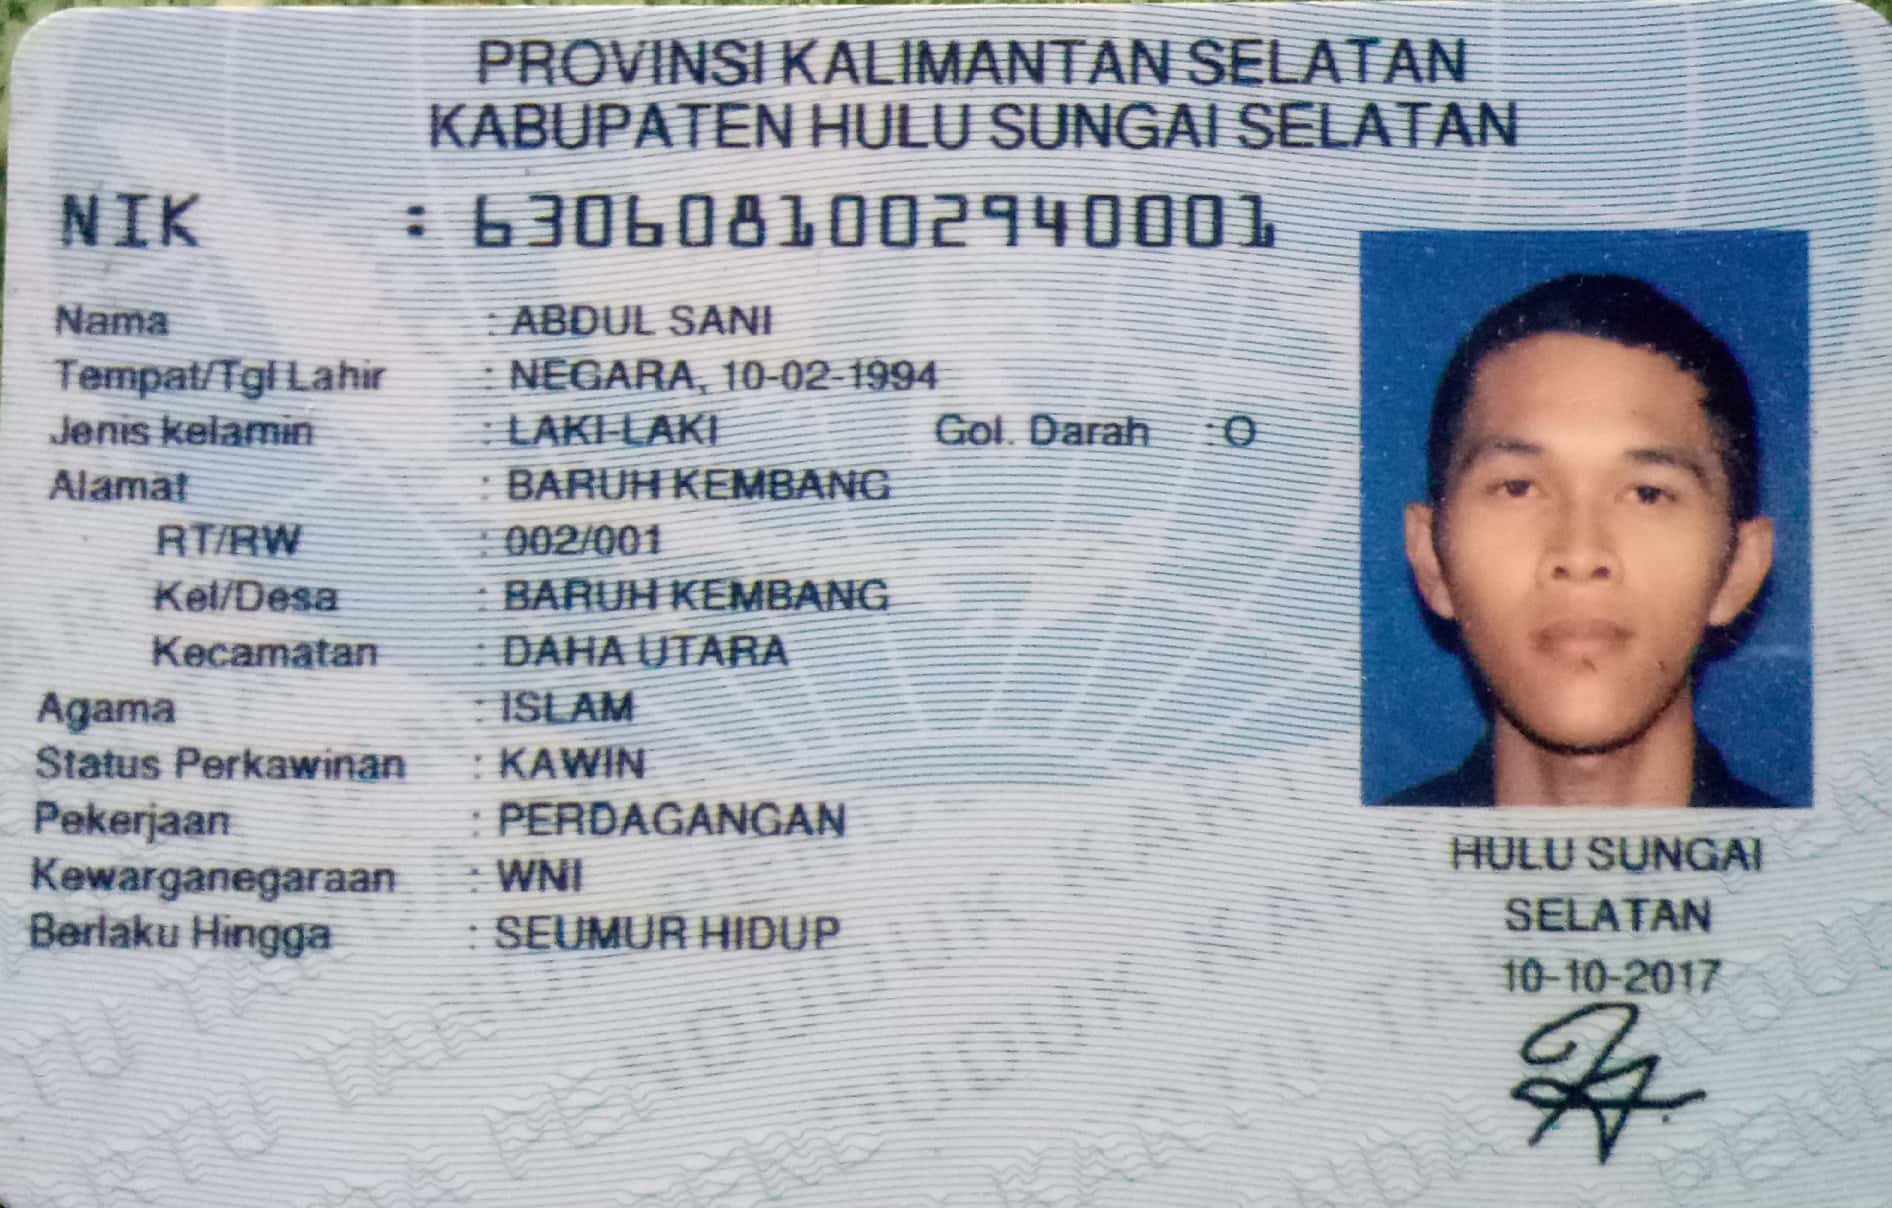 PROVINSI KALIMANTAN SELATAN
KABUPATEN HULU SUNGAI SELATAN
NIK : 6306081002940001
Nama : ABDUL SANI
Tempat/Tgl Lahir : NEGARA, 10-02-1994
Jenis kelamin : LAKI-LAKI Gol. Darah : O
Alamat : BARUH KEMBANG
RT/RW : 002/001
Kel/Desa : BARUH KEMBANG
Kecamatan : DAHA UTARA
Agama : ISLAM
Status Perkawinan : KAWIN
Pekerjaan : PERDAGANGAN
Kewarganegaraan : WNI
Berlaku Hingga : SEUMUR HIDUP
HULU SUNGAI
SELATAN
10-10-2017